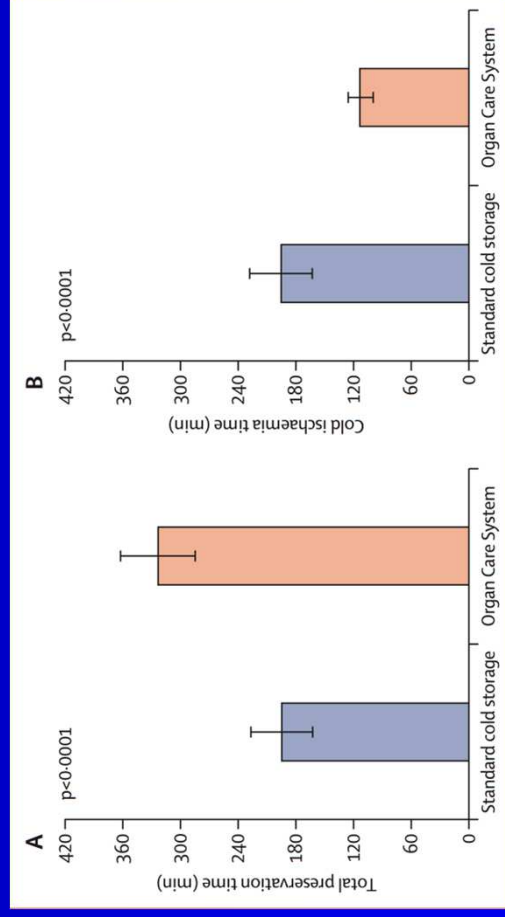 A
p<0·0001
Total preservation time (min)
420
360
300
240
180
120
60
0
Standard cold storage
Organ Care System
B
p<0·0001
Cold ischaemia time (min)
420
360
300
240
180
120
60
0
Standard cold storage
Organ Care System